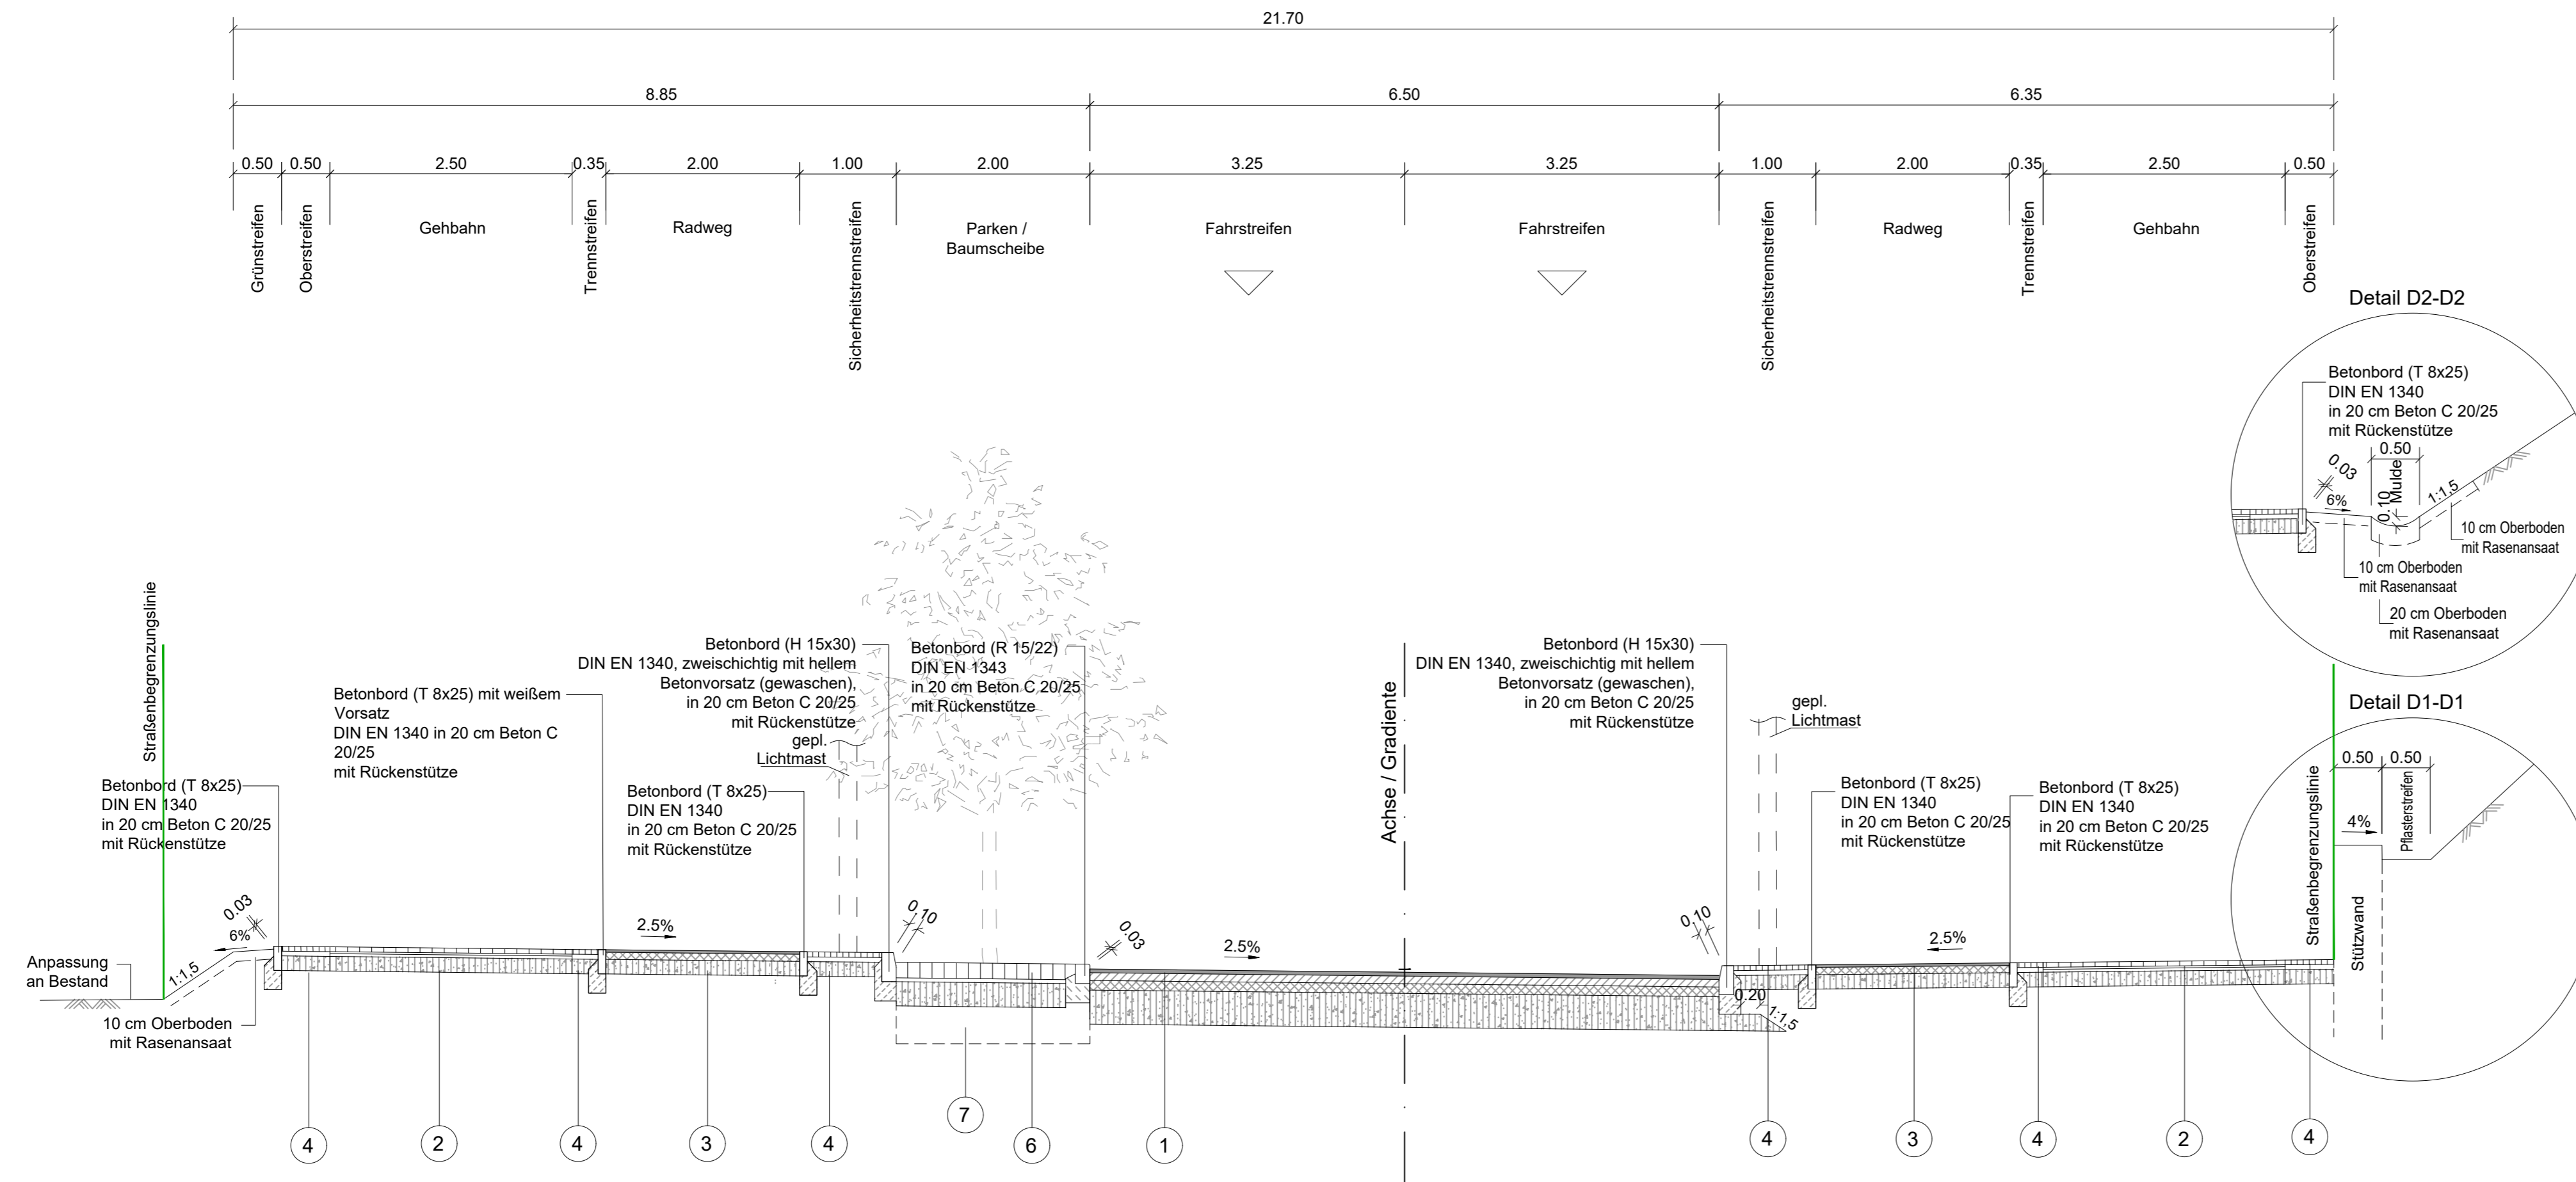 21.70
8.85 6.50 6.35
0.50 0.50 2.50 0.35 2.00 1.00 2.00 3.25 3.25 1.00 2.00 0.35 2.50 0.50
Grünstreifen
Oberstreifen
Gehbahn
Trennstreifen
Radweg
Sicherheitstrennstreifen
Parken /
Baumscheibe
Fahrstreifen
Fahrstreifen
Sicherheitstrennstreifen
Radweg
Trennstreifen
Gehbahn
Oberstreifen
Detail D2-D2
Betonbord (T 8x25)
DIN EN 1340
in 20 cm Beton C 20/25
mit Rückenstütze
0.50
0.03
6%
0.10
Mulde
1:1,5
10 cm Oberboden
mit Rasenansaat
10 cm Oberboden
mit Rasenansaat
20 cm Oberboden
mit Rasenansaat
Straßenbegrenzungslinie
Betonbord (T 8x25)
DIN EN 1340
in 20 cm Beton C 20/25
mit Rückenstütze
Betonbord (T 8x25) mit weißem
Vorsatz
DIN EN 1340 in 20 cm Beton C
20/25
mit Rückenstütze
Betonbord (H 15x30)
DIN EN 1340, zweischichtig mit hellem
Betonvorsatz (gewaschen),
in 20 cm Beton C 20/25
mit Rückenstütze
gepl.
Lichtmast
Betonbord (T 8x25)
DIN EN 1340
in 20 cm Beton C 20/25
mit Rückenstütze
Betonbord (R 15/22)
DIN EN 1343
in 20 cm Beton C 20/25
mit Rückenstütze
Achse / Gradiente
Betonbord (H 15x30)
DIN EN 1340, zweischichtig mit hellem
Betonvorsatz (gewaschen),
in 20 cm Beton C 20/25
mit Rückenstütze
gepl.
Lichtmast
Betonbord (T 8x25)
DIN EN 1340
in 20 cm Beton C 20/25
mit Rückenstütze
Betonbord (T 8x25)
DIN EN 1340
in 20 cm Beton C 20/25
mit Rückenstütze
Detail D1-D1
0.50 0.50
4%
Pflasterstreifen
Straßenbegrenzungslinie
Stützwand
Anpassung
an Bestand
1:1,5
6%
0.03
10 cm Oberboden
mit Rasenansaat
2.5%
0.10
0.03
2.5%
0.10
0.20
1:1,5
2.5%
4 2 4 3 4 7 6 1 4 3 4 2 4